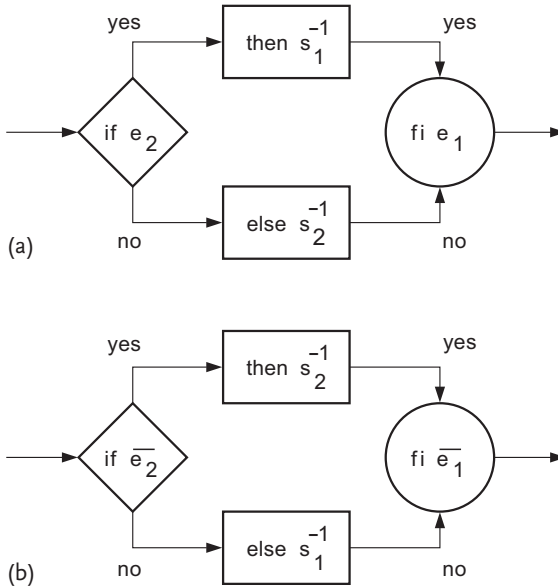 yes
then s₁⁻¹
yes
if e₂
fi e₁
else s₂⁻¹
(a)
no
no
yes
then s₂⁻¹
yes
if e̅₂
fi e̅₁
else s₁⁻¹
(b)
no
no